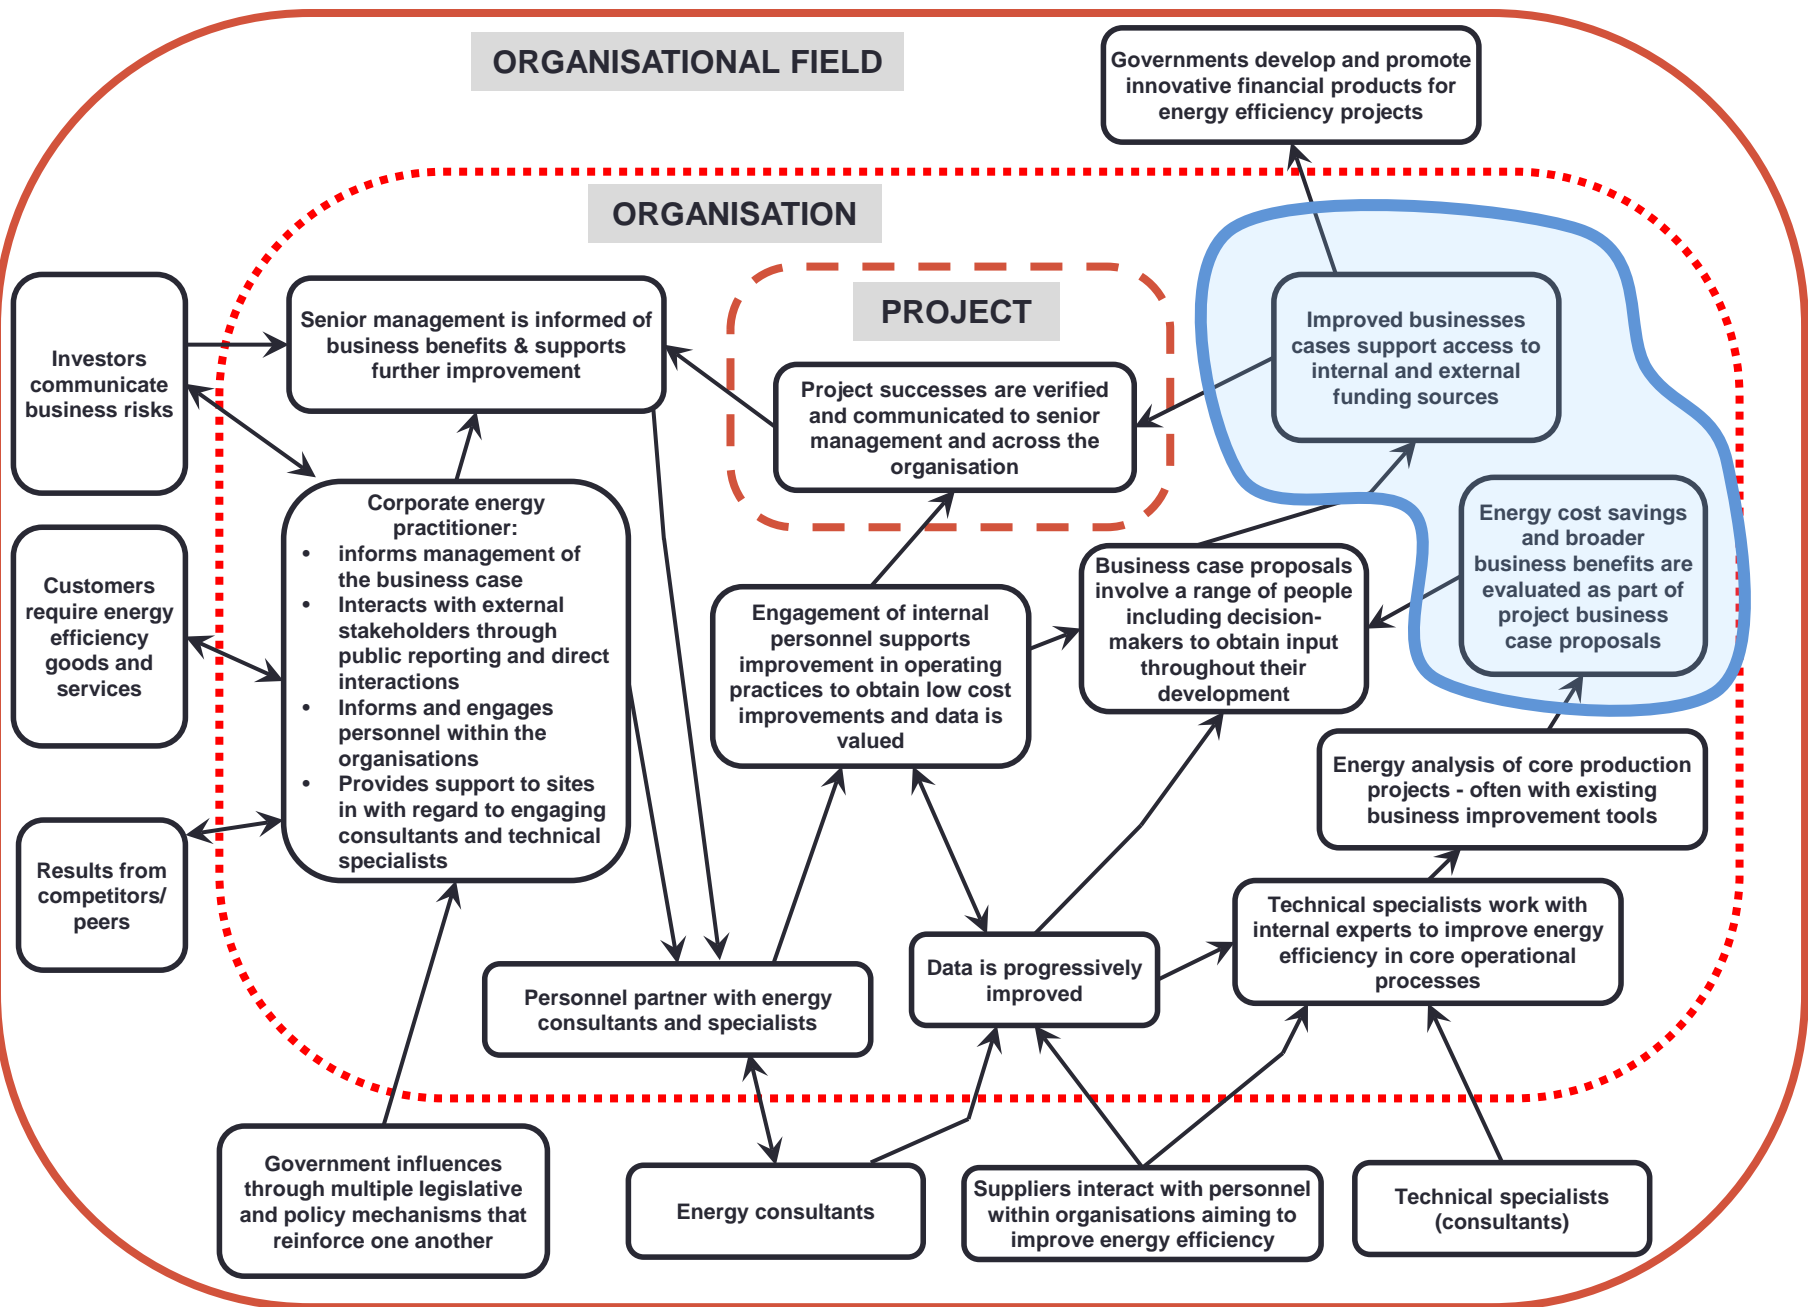 ORGANISATIONAL FIELD
Governments develop and promote
innovative financial products for
energy efficiency projects
ORGANISATION
PROJECT
Investors
communicate
business risks
Senior management is informed of
business benefits & supports
further improvement
Project successes are verified
and communicated to senior
management and across the
organisation
Improved businesses
cases support access to
internal and external
funding sources
Customers
require energy
efficiency
goods and
services
Corporate energy
practitioner:
• informs management of
the business case
• Interacts with external
stakeholders through
public reporting and direct
interactions
• Informs and engages
personnel within the
organisations
• Provides support to sites
in with regard to engaging
consultants and technical
specialists
Engagement of internal
personnel supports
improvement in operating
practices to obtain low cost
improvements and data is
valued
Business case proposals
involve a range of people
including decision-
makers to obtain input
throughout their
development
Energy cost savings
and broader
business benefits are
evaluated as part of
project business
case proposals
Energy analysis of core production
projects - often with existing
business improvement tools
Results from
competitors/
peers
Technical specialists work with
internal experts to improve energy
efficiency in core operational
processes
Data is progressively
improved
Personnel partner with energy
consultants and specialists
Government influences
through multiple legislative
and policy mechanisms that
reinforce one another
Energy consultants
Suppliers interact with personnel
within organisations aiming to
improve energy efficiency
Technical specialists
(consultants)